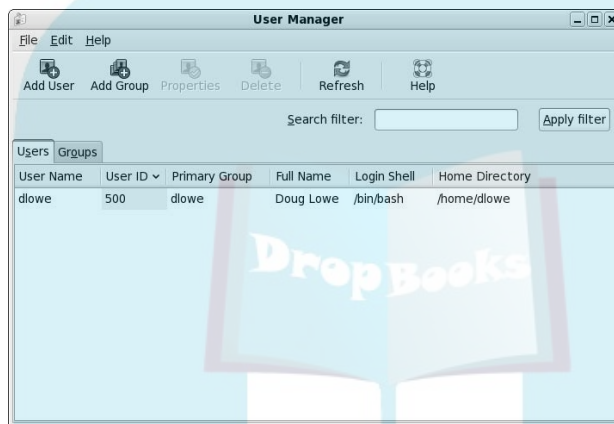 User Manager
File Edit Help
Add User Add Group Properties Delete Refresh Help
Search filter: Apply filter
Users Groups
User Name User ID Primary Group Full Name Login Shell Home Directory
dlowe 500 dlowe Doug Lowe /bin/bash /home/dlowe
DropBooks